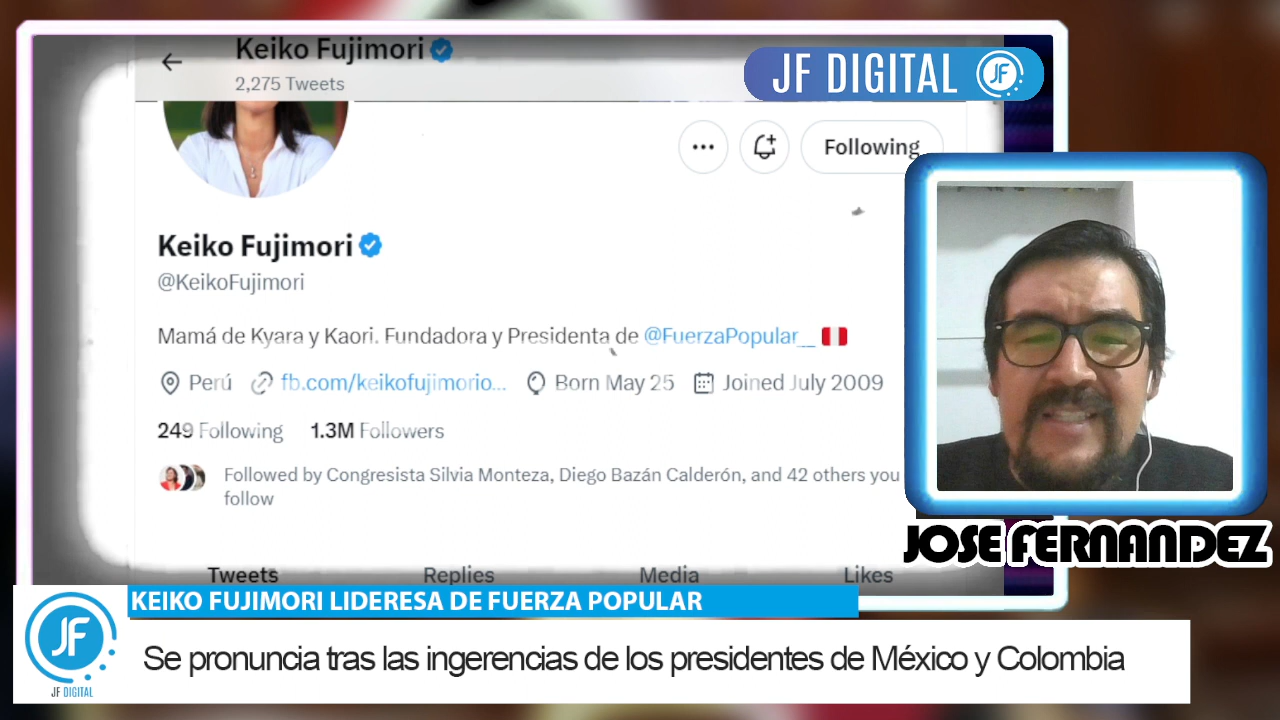 Keiko Fujimori
2,275 Tweets
JF DIGITAL JF
Following
Keiko Fujimori
@KeikoFujimori
Mamá de Kyara y Kaori. Fundadora y Presidenta de @FuerzaPopular__
Perú fb.com/keikofujimorio... Born May 25 Joined July 2009
249 Following 1.3M Followers
Followed by Congresista Silvia Monteza, Diego Bazán Calderón, and 42 others you
follow
Tweets Replies Media Likes
JOSE FERNANDEZ
KEIKO FUJIMORI LIDERESA DE FUERZA POPULAR
Se pronuncia tras las ingerencias de los presidentes de México y Colombia
JF
JF DIGITAL